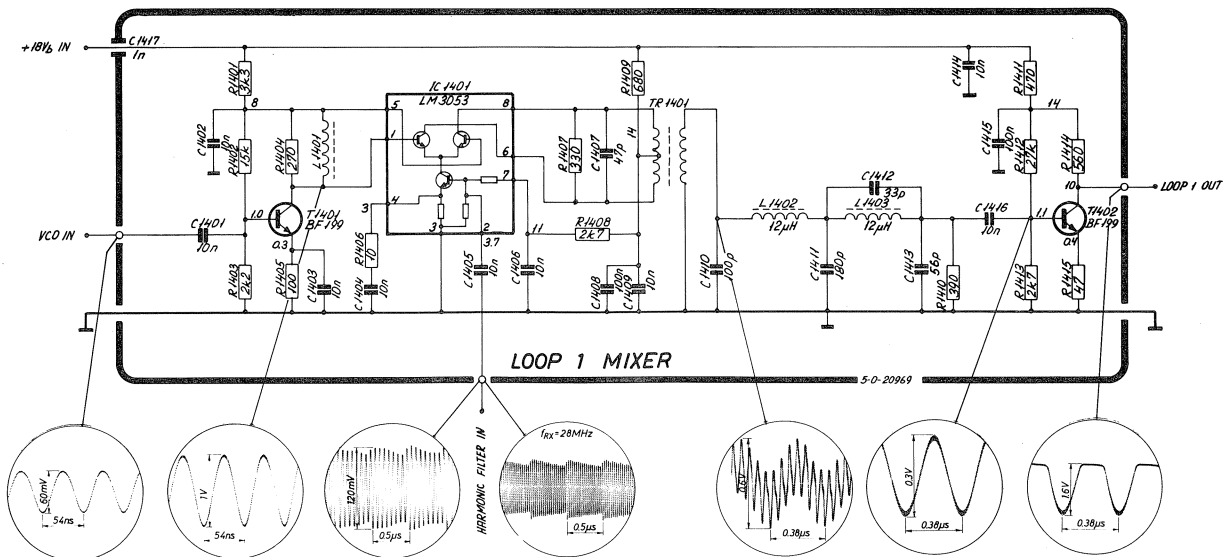 +18Vb IN
C1417
1n
R1401
3k3
8
C1402
10n
R1402
15k
R1404
270
L1401
IC1401
LM 3053
5
1
4
3
3
2
3.7
8
6
7
R1409
680
TR 1401
14
R1407
330
C1407
47p
C1414
10n
R1411
470
14
C1415
100n
R1412
27k
R1414
560
10
LOOP 1 OUT
T1402
BF199
1.1
0.4
VCO IN
C1401
10n
1.0
T1401
BF199
0.3
R1403
2k2
R1405
100
C1403
10n
R1406
10
C1404
10n
C1405
10n
11
C1406
10n
R1408
2k7
C1408
100n
C1409
10n
C1410
100p
L1402
12µH
C1412
33p
L1403
12µH
C1411
180p
C1413
56p
R1410
390
C1416
10n
R1413
2k7
R1415
47
LOOP 1 MIXER
5-0-20969
HARMONIC FILTER IN
60mV
54ns
1V
54ns
120mV
0.5µs
fRX=28MHz
0.5µs
0.6V
0.38µs
0.3V
0.38µs
1.6V
0.38µs